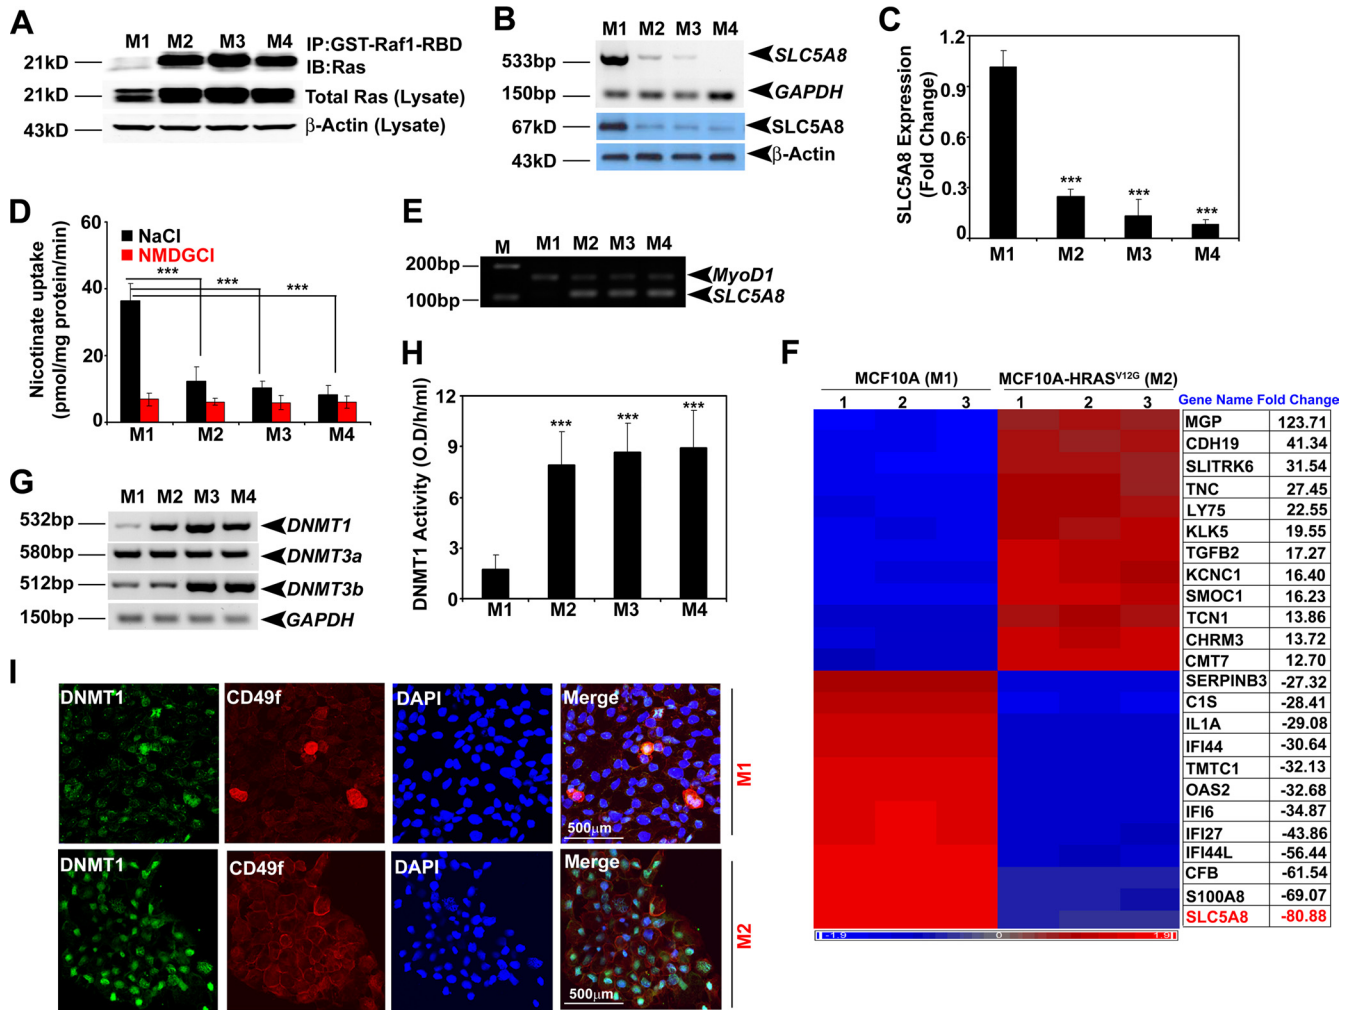 A
M1 M2 M3 M4
21kD
IP:GST-Raf1-RBD
IB:Ras
21kD
Total Ras (Lysate)
43kD
β-Actin (Lysate)
B
M1 M2 M3 M4
533bp
SLC5A8
150bp
GAPDH
67kD
SLC5A8
43kD
β-Actin
C
SLC5A8 Expression
(Fold Change)
1.2
0.9
0.6
0.3
0
***
***
***
M1 M2 M3 M4
D
Nicotinate uptake
(pmol/mg protein/min)
60
40
20
0
NaCl
NMDGCl
***
***
***
M1 M2 M3 M4
E
M M1 M2 M3 M4
200bp
MyoD1
100bp
SLC5A8
F
MCF10A (M1) MCF10A-HRASV12G (M2)
1 2 3 1 2 3
Gene Name Fold Change
MGP 123.71
CDH19 41.34
SLITRK6 31.54
TNC 27.45
LY75 22.55
KLK5 19.55
TGFB2 17.27
KCNC1 16.40
SMOC1 16.23
TCN1 13.86
CHRM3 13.72
CMT7 12.70
SERPINB3 -27.32
C1S -28.41
IL1A -29.08
IFI44 -30.64
TMTC1 -32.13
OAS2 -32.68
IFI6 -34.87
IFI27 -43.86
IFI44L -56.44
CFB -61.54
S100A8 -69.07
SLC5A8 -80.88
-1.9 0 1.9
G
M1 M2 M3 M4
532bp
DNMT1
580bp
DNMT3a
512bp
DNMT3b
150bp
GAPDH
H
DNMT1 Activity (O.D/h/ml)
12
9
6
3
0
***
***
***
M1 M2 M3 M4
I
DNMT1 CD49f DAPI Merge
500μm
M1
DNMT1 CD49f DAPI Merge
500μm
M2